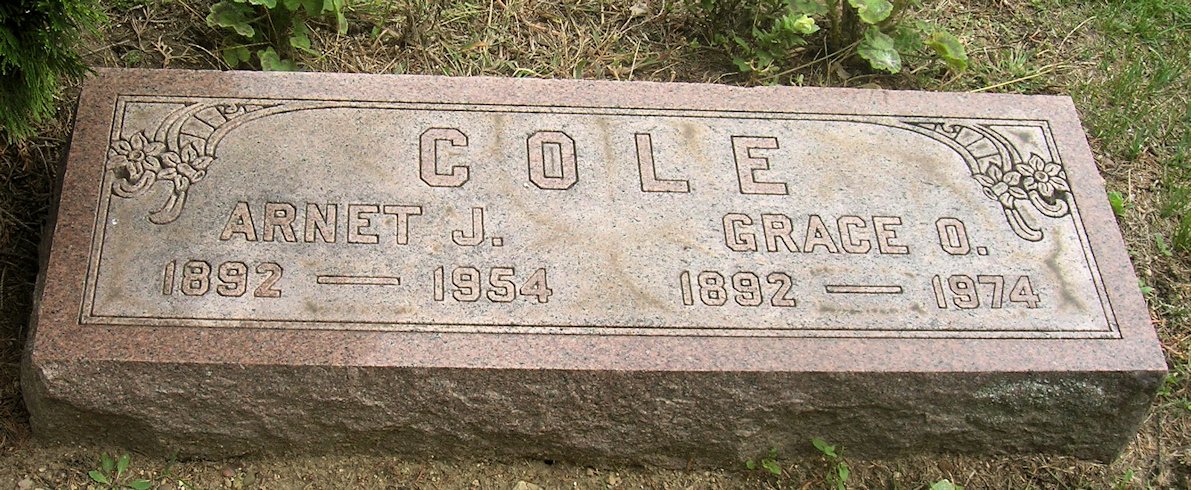 COLE
ARNET J. GRACE O.
1892 — 1954 1892 — 1974